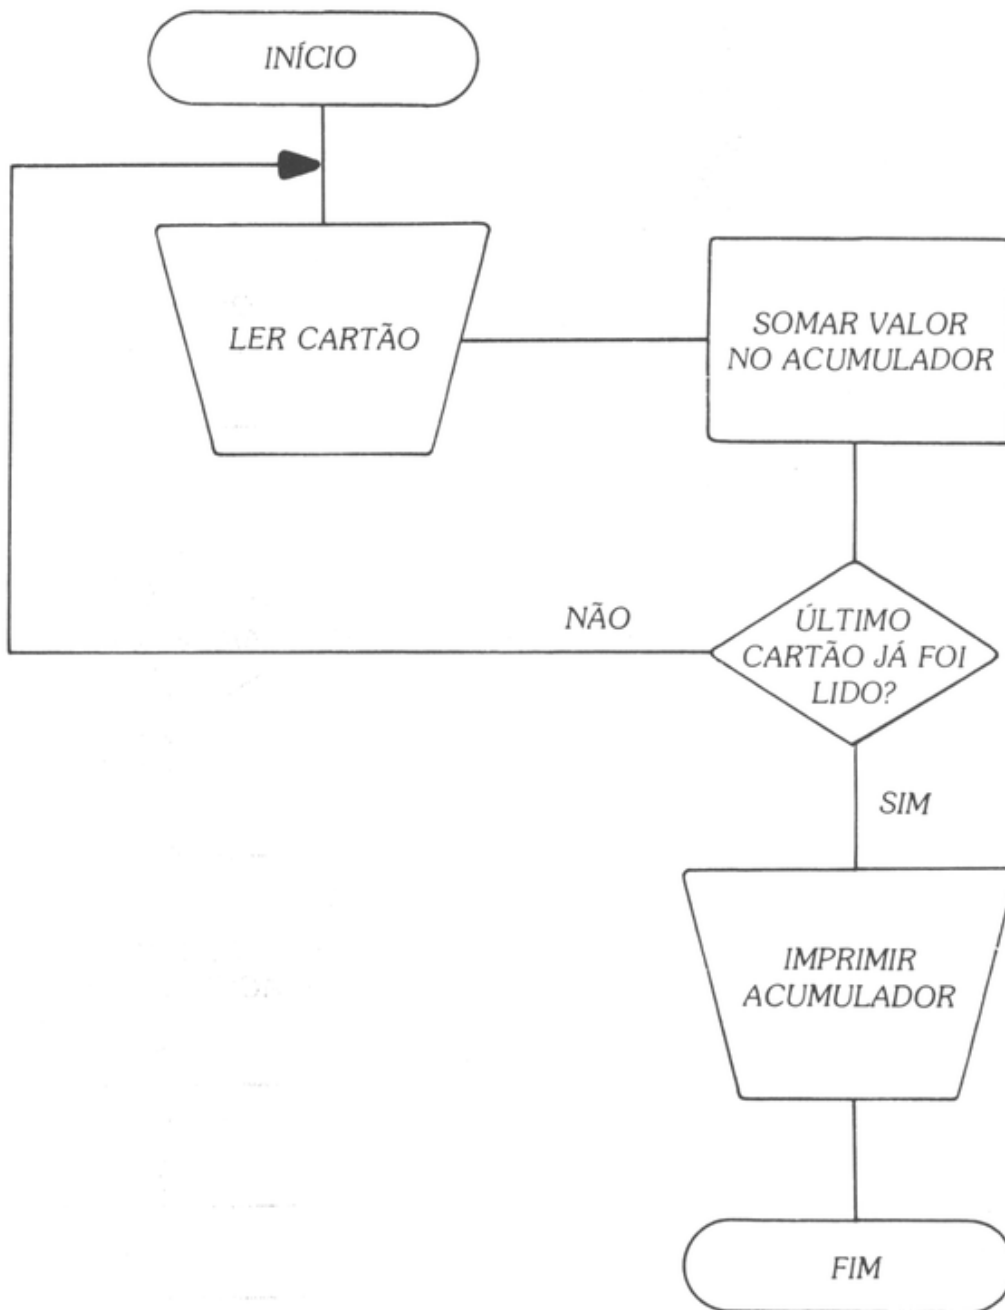 INÍCIO
LER CARTÃO
SOMAR VALOR
NO ACUMULADOR
NÃO
ÚLTIMO
CARTÃO JÁ FOI
LIDO?
SIM
IMPRIMIR
ACUMULADOR
FIM